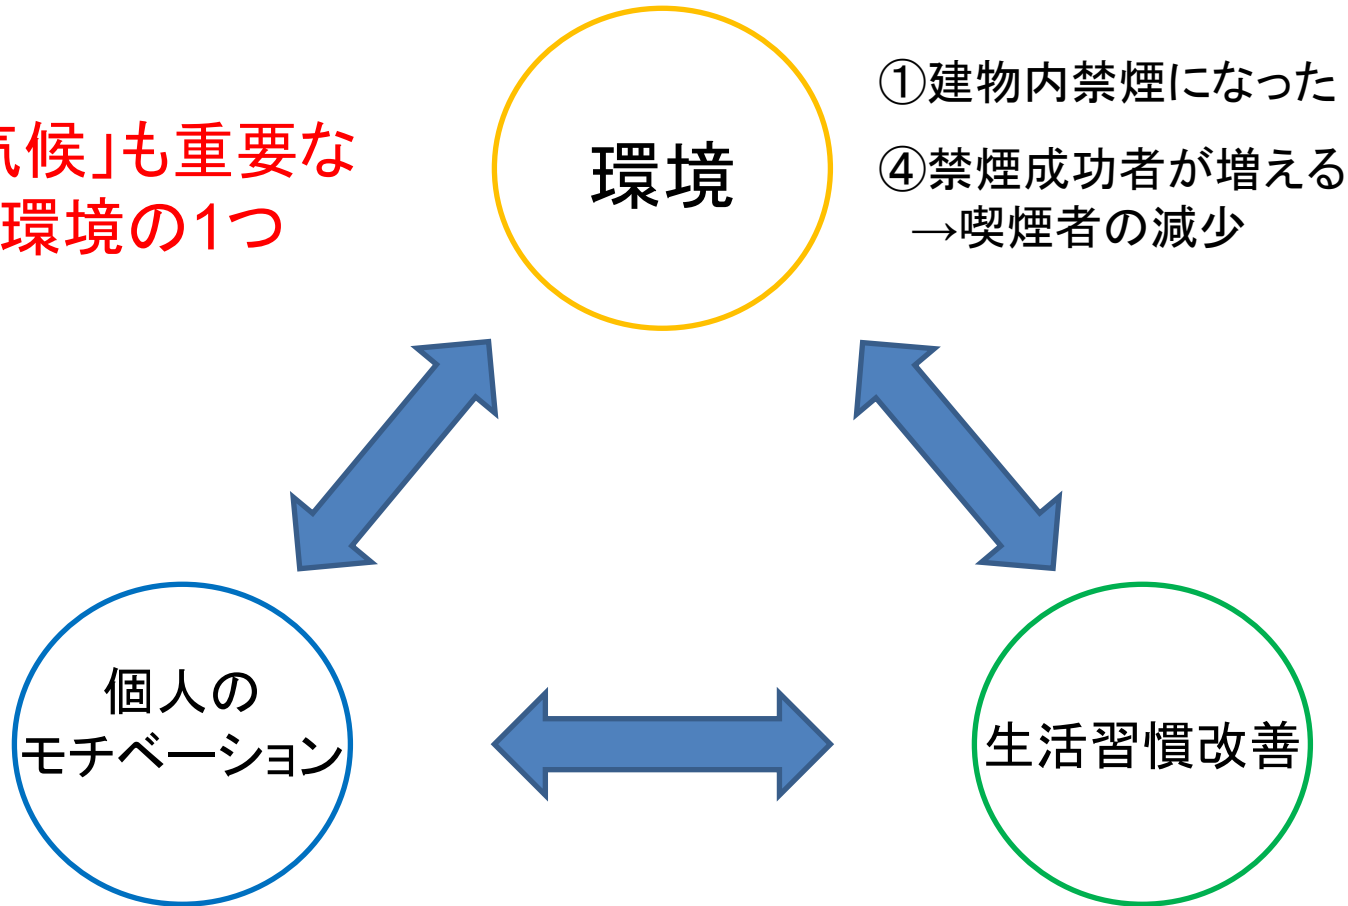 気候」も重要な
環境の1つ
環境
①建物内禁煙になった
④禁煙成功者が増える
→喫煙者の減少
個人の
モチベーション
生活習慣改善